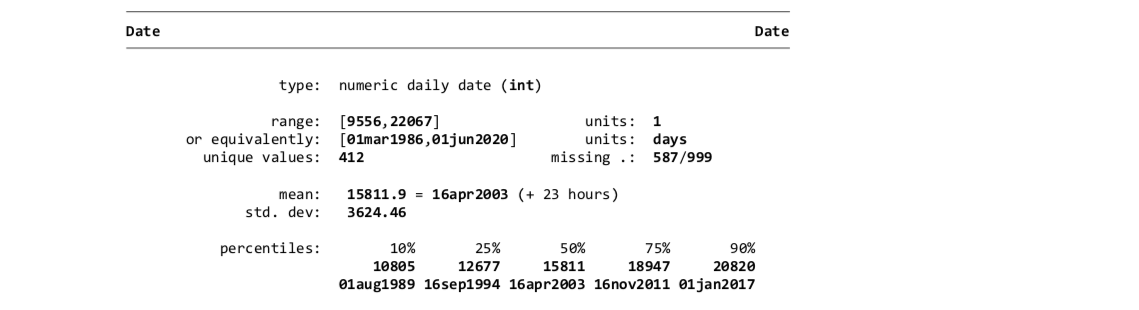 Date Date
type: numeric daily date (int)
range: [9556,22067] units: 1
or equivalently: [01mar1986,01jun2020] units: days
unique values: 412 missing .: 587/999
mean: 15811.9 = 16apr2003 (+ 23 hours)
std. dev: 3624.46
percentiles: 10% 25% 50% 75% 90%
10805 12677 15811 18947 20820
01aug1989 16sep1994 16apr2003 16nov2011 01jan2017